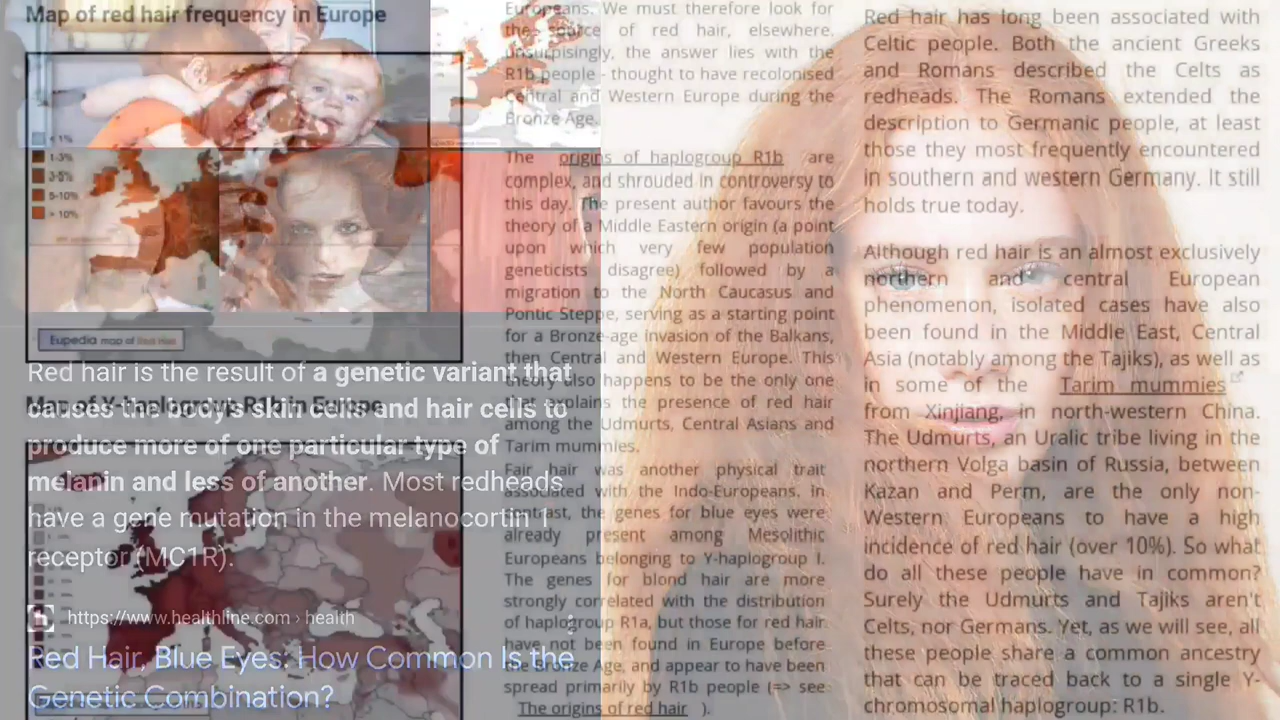 Map of red hair frequency in Europe
< 1%
1-3%
3-5%
5-10%
> 10%
Eupedia map of Red Hair
Red hair is the result of a genetic variant that
causes the body's skin cells and hair cells to
produce more of one particular type of
melanin and less of another. Most redheads
have a gene mutation in the melanocortin 1
receptor (MC1R).
Map of Y-haplogroup R1b in Europe
https://www.healthline.com › health
Red Hair, Blue Eyes: How Common Is the
Genetic Combination?
Europeans. We must therefore look for
the source of red hair, elsewhere.
unsurprisingly, the answer lies with the
R1b people - thought to have recolonised
Central and Western Europe during the
Bronze Age.
The origins of haplogroup R1b are
complex, and shrouded in controversy to
this day. The present author favours the
theory of a Middle Eastern origin (a point
upon which very few population
geneticists disagree) followed by a
migration to the North Caucasus and
Pontic Steppe, serving as a starting point
for a Bronze-age invasion of the Balkans,
then Central and Western Europe. This
theory also happens to be the only one
that explains the presence of red hair
among the Udmurts, Central Asians and
Tarim mummies.
Fair hair was another physical trait
associated with the Indo-Europeans. In
contrast, the genes for blue eyes were
already present among Mesolithic
Europeans belonging to Y-haplogroup I.
The genes for blond hair are more
strongly correlated with the distribution
of haplogroup R1a, but those for red hair
have not been found in Europe before
the Bronze Age, and appear to have been
spread primarily by R1b people (=> see
The origins of red hair ).
Red hair has long been associated with
Celtic people. Both the ancient Greeks
and Romans described the Celts as
redheads. The Romans extended the
description to Germanic people, at least
those they most frequently encountered
in southern and western Germany. It still
holds true today.
Although red hair is an almost exclusively
northern and central European
phenomenon, isolated cases have also
been found in the Middle East, Central
Asia (notably among the Tajiks), as well as
in some of the Tarim mummies
from Xinjiang, in north-western China.
The Udmurts, an Uralic tribe living in the
northern Volga basin of Russia, between
Kazan and Perm, are the only non-
Western Europeans to have a high
incidence of red hair (over 10%). So what
do all these people have in common?
Surely the Udmurts and Tajiks aren't
Celts, nor Germans. Yet, as we will see, all
these people share a common ancestry
that can be traced back to a single Y-
chromosomal haplogroup: R1b.